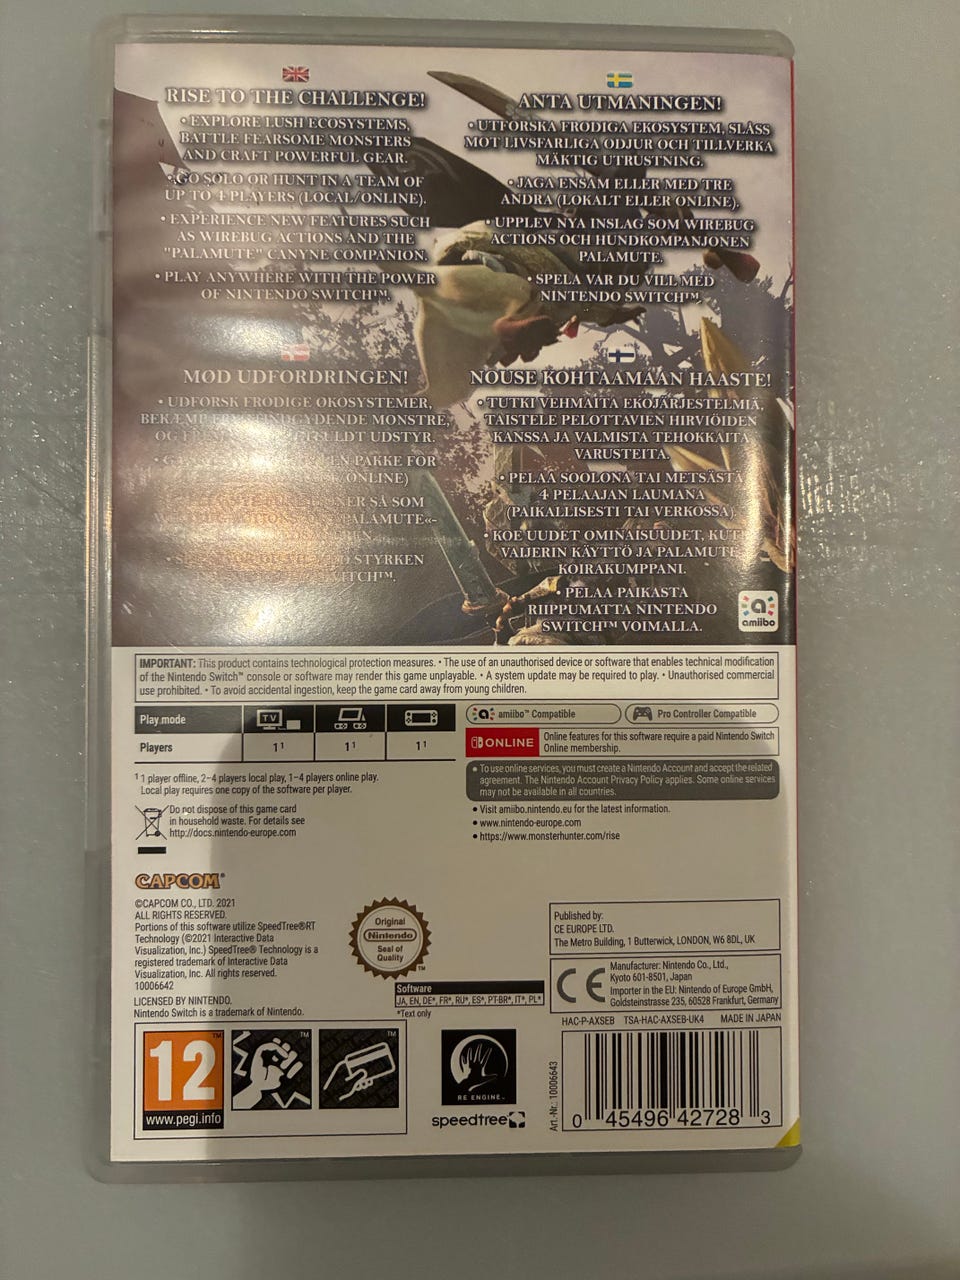 RISE TO THE CHALLENGE!
• EXPLORE LUSH ECOSYSTEMS,
BATTLE FEARSOME MONSTERS
AND CRAFT POWERFUL GEAR.
• GO SOLO OR HUNT IN A TEAM OF
UP TO 4 PLAYERS (LOCAL/ONLINE).
• EXPERIENCE NEW FEATURES SUCH
AS WIREBUG ACTIONS AND THE
"PALAMUTE" CANYNE COMPANION.
• PLAY ANYWHERE WITH THE POWER
OF NINTENDO SWITCH™.
ANTA UTMANINGEN!
• UTFORSKA FRODIGA EKOSYSTEM, SLÅSS
MOT LIVSFARLIGA ODJUR OCH TILLVERKA
MÄKTIG UTRUSTNING.
• JAGA ENSAM ELLER MED TRE
ANDRA (LOKALT ELLER ONLINE).
• UPPLEV NYA INSLAG SOM WIREBUG
ACTIONS OCH HUNDKOMPANJONEN
PALAMUTE.
• SPELA VAR DU VILL MED
NINTENDO SWITCH™.
MØD UDFORDRINGEN!
• UDFORSK FRODIGE ØKOSYSTEMER,
MONSTRE,
OG UDSTYR.
PAKKE FOR
SÅ SOM
PALAMUTE«-
STYRKEN
NOUSE KOHTAAMAAN HAASTE!
• TUTKI VEHMAITA EKOJÄRJESTELMIÄ,
TAISTELE PELOTTAVIEN HIRVIÖIDEN
KANSSA JA VALMISTA TEHOKKAITA
VARUSTEITA.
• PELAA SOOLONA TAI METSÄSTÄ
4 PELAAJAN LAUMANA
(PAIKALLISESTI TAI VERKOSSA).
• KOE UUDET OMINAISUUDET, KUTEN
VAIJERIN KÄYTTÖ JA PALAMUTE-
KOIRAKUMPPANI.
• PELAA PAIKASTA
RIIPPUMATTA NINTENDO
SWITCH™ VOIMALLA.
amiibo
IMPORTANT: This product contains technological protection measures. • The use of an unauthorised device or software that enables technical modification
of the Nintendo Switch™ console or software may render this game unplayable. • A system update may be required to play. • Unauthorised commercial
use prohibited. • To avoid accidental ingestion, keep the game card away from young children.
Play mode TV
Players 1¹ 1¹ 1¹
amiibo™ Compatible
Pro Controller Compatible
ONLINE
Online features for this software require a paid Nintendo Switch
Online membership.
¹ 1 player offline, 2–4 players local play, 1–4 players online play.
Local play requires one copy of the software per player.
• To use online services, you must create a Nintendo Account and accept the related
agreement. The Nintendo Account Privacy Policy applies. Some online services
may not be available in all countries.
Do not dispose of this game card
in household waste. For details see
http://docs.nintendo-europe.com
• Visit amiibo.nintendo.eu for the latest information.
• www.nintendo-europe.com
• https://www.monsterhunter.com/rise
CAPCOM®
©CAPCOM CO., LTD. 2021
ALL RIGHTS RESERVED.
Portions of this software utilize SpeedTree®RT
Technology (©2021 Interactive Data
Visualization, Inc.) SpeedTree® Technology is a
registered trademark of Interactive Data
Visualization, Inc. All rights reserved.
10006642
LICENSED BY NINTENDO.
Nintendo Switch is a trademark of Nintendo.
Original
Nintendo
Seal of
Quality
TM
Published by:
CE EUROPE LTD.
The Metro Building, 1 Butterwick, LONDON, W6 8DL, UK
CE
Manufacturer: Nintendo Co., Ltd.,
Kyoto 601-8501, Japan
Importer in the EU: Nintendo of Europe GmbH,
Goldsteinstrasse 235, 60528 Frankfurt, Germany
Software
JA, EN, DE*, FR*, RU*, ES*, PT-BR*, IT*, PL*
*Text only
HAC-P-AXSEB TSA-HAC-AXSEB-UK4 MADE IN JAPAN
12
www.pegi.info
TM
TM
TM
RE ENGINE™
speedtree
Art.-Nr.: 10006643
0 45496 42728 3